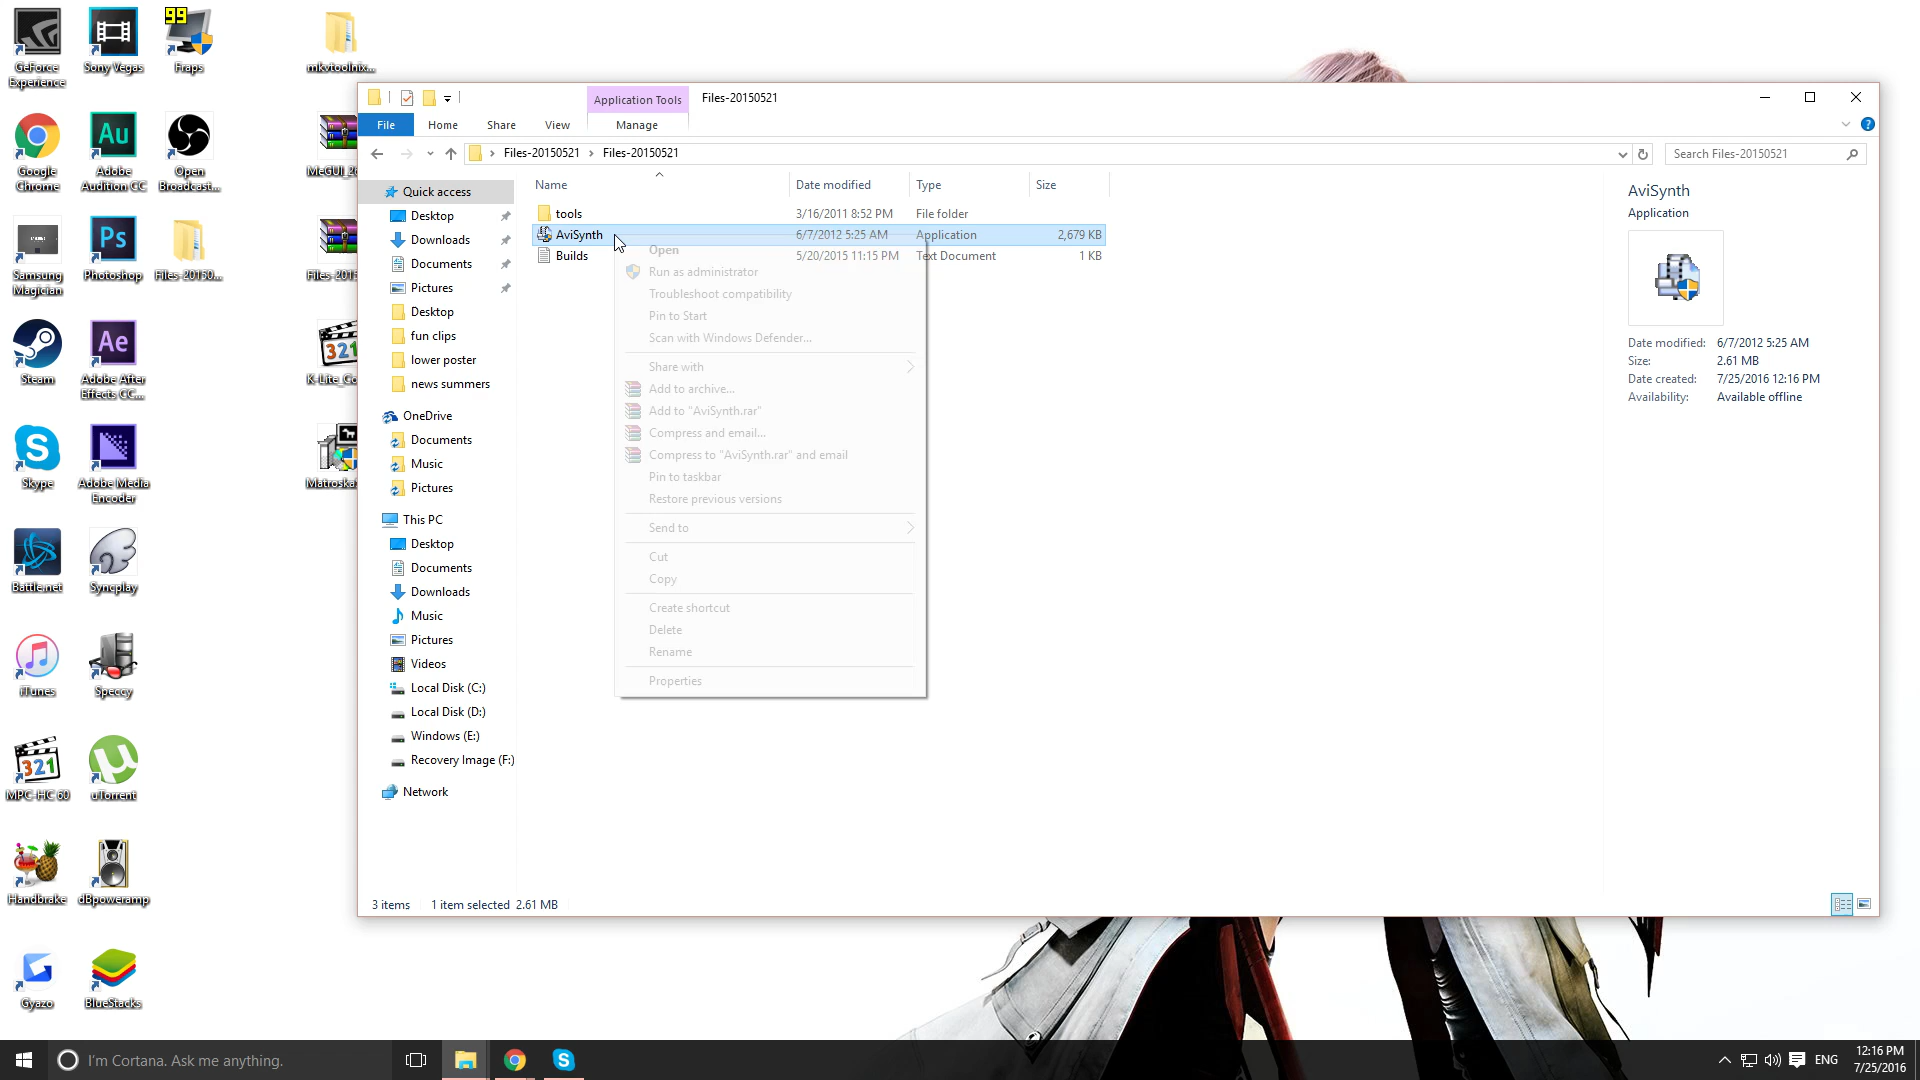 GeForce Experience
Sony Vegas
99
Fraps
mkvtoolnix...
Google Chrome
Au
Adobe Audition CC
Open Broadcast...
Samsung Magician
Ps
Photoshop
Files-20150...
Steam
Ae
Adobe After Effects CC...
321
Skype
Adobe Media Encoder
Battle.net
Syncplay
iTunes
Speccy
321
MPC-HC 60
uTorrent
Handbrake
dBpoweramp
Gyazo
BlueStacks
Application Tools
Files-20150521
File
Home
Share
View
Manage
Files-20150521
Files-20150521
Search Files-20150521
Quick access
Desktop
Downloads
Documents
Pictures
Desktop
fun clips
lower poster
news summers
OneDrive
Documents
Music
Pictures
This PC
Desktop
Documents
Downloads
Music
Pictures
Videos
Local Disk (C:)
Local Disk (D:)
Windows (E:)
Recovery Image (F:)
Network
Name
Date modified
Type
Size
tools
3/16/2011 8:52 PM
File folder
AviSynth
6/7/2012 5:25 AM
Application
2,679 KB
Builds
5/20/2015 11:15 PM
Text Document
1 KB
Open
Run as administrator
Troubleshoot compatibility
Pin to Start
Scan with Windows Defender...
Share with
Add to archive...
Add to "AviSynth.rar"
Compress and email...
Compress to "AviSynth.rar" and email
Pin to taskbar
Restore previous versions
Send to
Cut
Copy
Create shortcut
Delete
Rename
Properties
AviSynth
Application
Date modified: 6/7/2012 5:25 AM
Size: 2.61 MB
Date created: 7/25/2016 12:16 PM
Availability: Available offline
3 items
1 item selected 2.61 MB
I'm Cortana. Ask me anything.
ENG
12:16 PM
7/25/2016